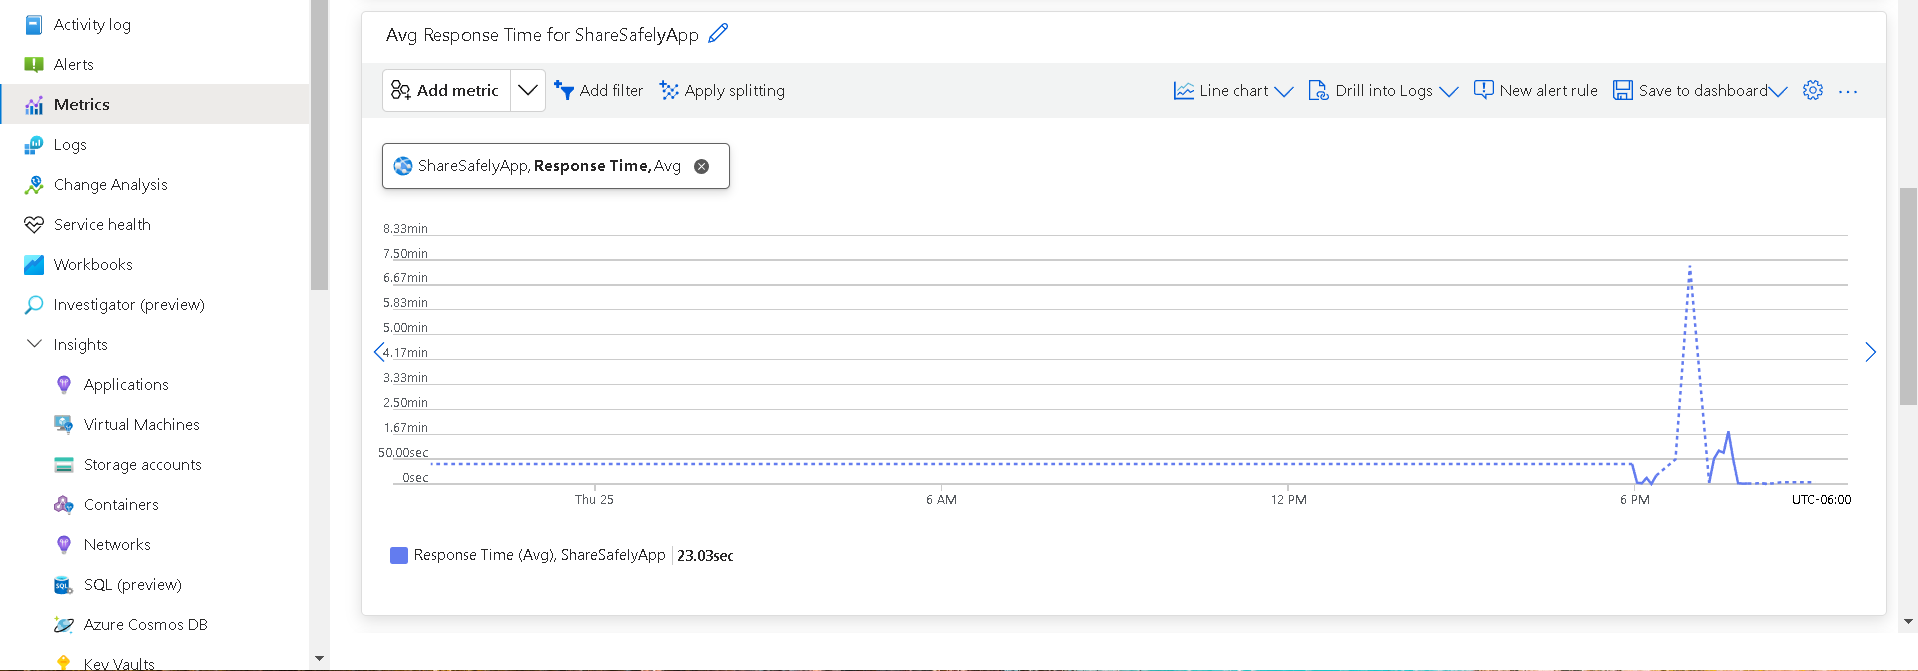 Activity log
Alerts
Metrics
Logs
Change Analysis
Service health
Workbooks
Investigator (preview)
Insights
Applications
Virtual Machines
Storage accounts
Containers
Networks
SQL (preview)
Azure Cosmos DB
Key Vaults
Avg Response Time for ShareSafelyApp
Add metric Add filter Apply splitting Line chart Drill into Logs New alert rule Save to dashboard ...
ShareSafelyApp, Response Time, Avg
8.33min
7.50min
6.67min
5.83min
5.00min
4.17min
3.33min
2.50min
1.67min
50.00sec
0sec
Thu 25 6 AM 12 PM 6 PM UTC-06:00
Response Time (Avg), ShareSafelyApp 23.03sec